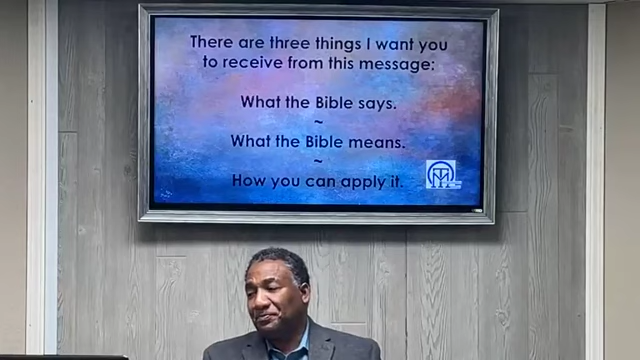 There are three things I want you
to receive from this message:
What the Bible says.
~
What the Bible means.
~
How you can apply it.